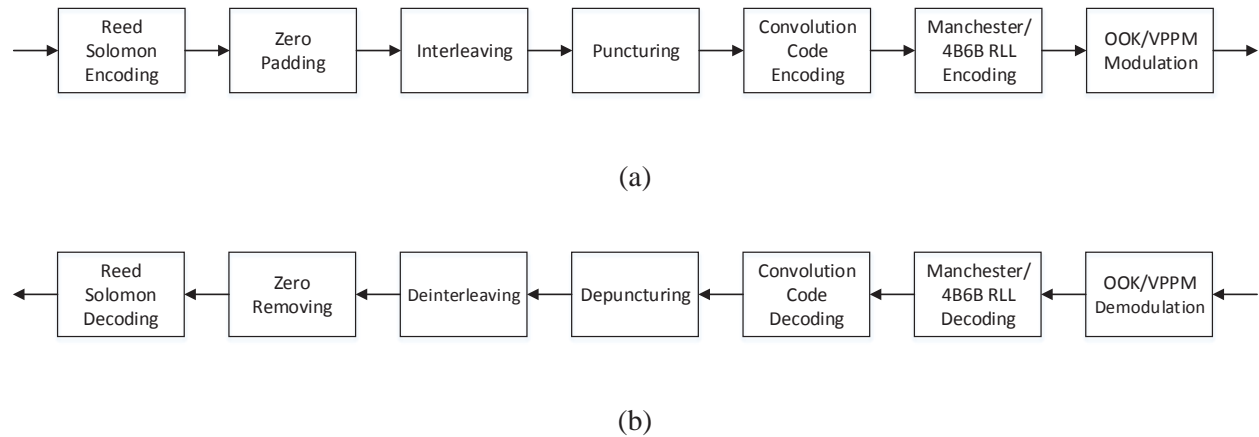 Reed
Solomon
Encoding
Zero
Padding
Interleaving
Puncturing
Convolution
Code
Encoding
Manchester/
4B6B RLL
Encoding
OOK/VPPM
Modulation
(a)
Reed
Solomon
Decoding
Zero
Removing
Deinterleaving
Depuncturing
Convolution
Code
Decoding
Manchester/
4B6B RLL
Decoding
OOK/VPPM
Demodulation
(b)